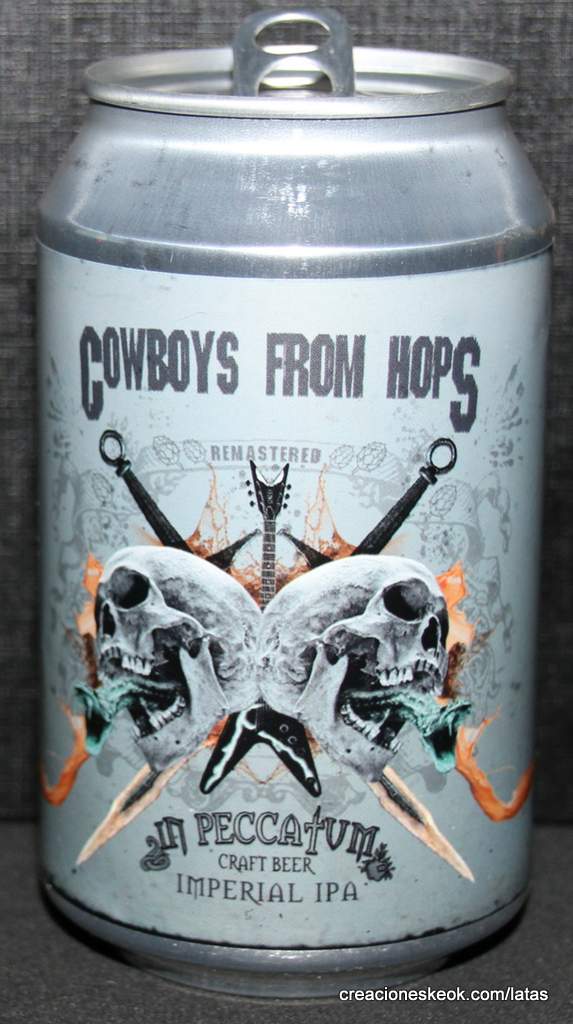 COWBOYS FROM HOPS
REMASTERED
IN PECCATUM
CRAFT BEER
IMPERIAL IPA
creacioneskeok.com/latas